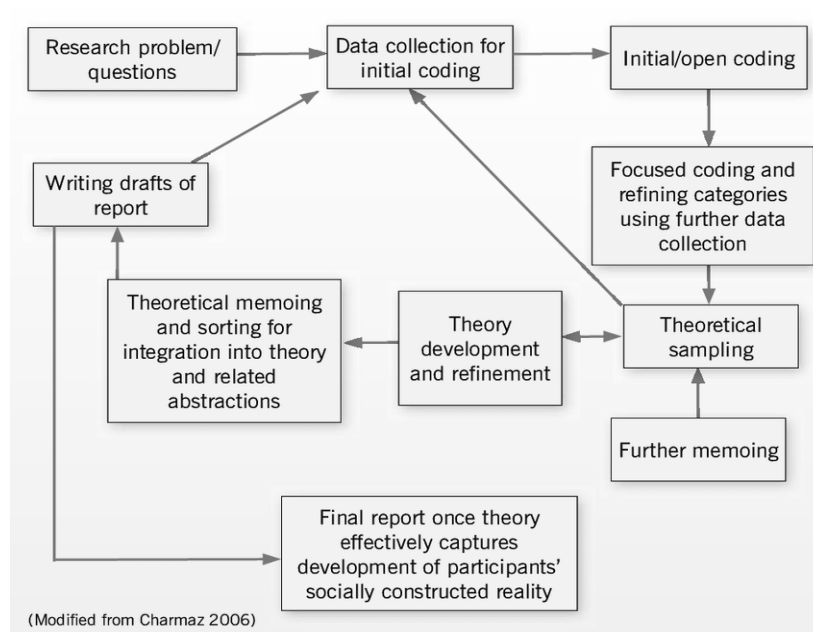 Research problem/
questions
Data collection for
initial coding
Initial/open coding
Writing drafts of
report
Focused coding and
refining categories
using further data
collection
Theoretical memoing
and sorting for
integration into theory
and related
abstractions
Theory
development
and refinement
Theoretical
sampling
Further memoing
Final report once theory
effectively captures
development of participants’
socially constructed reality
(Modified from Charmaz 2006)